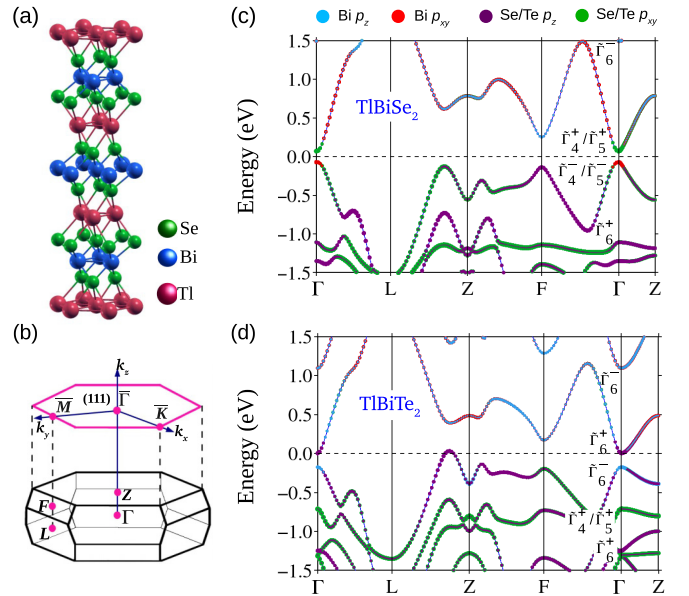 (a)
Se
Bi
Tl
(b)
k_z
(111)
Γ̅
M̅
K̅
k_y
k_x
Z
F
Γ
L
Bi p_z
Bi p_xy
Se/Te p_z
Se/Te p_xy
(c)
Energy (eV)
1.5
1.0
0.5
0.0
−0.5
−1.0
−1.5
TlBiSe₂
Γ̃₆⁻
Γ̃₄⁺/Γ̃₅⁺
Γ̃₄⁻/Γ̃₅⁻
Γ̃₆⁺
Γ L Z F Γ Z
(d)
Energy (eV)
1.5
1.0
0.5
0.0
−0.5
−1.0
−1.5
TlBiTe₂
Γ̃₆⁻
Γ̃₆⁺
Γ̃₆⁻
Γ̃₄⁺/Γ̃₅⁺
Γ̃₆⁺
Γ L Z F Γ Z